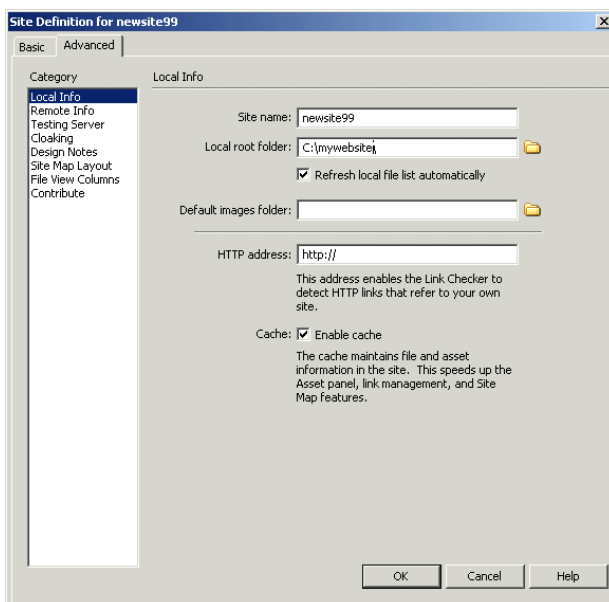 Site Definition for newsite99
Basic Advanced
Category
Local Info
Remote Info
Testing Server
Cloaking
Design Notes
Site Map Layout
File View Columns
Contribute
Local Info
Site name: newsite99
Local root folder: C:\mywebsite\
Refresh local file list automatically
Default images folder:
HTTP address: http://
This address enables the Link Checker to
detect HTTP links that refer to your own
site.
Cache: Enable cache
The cache maintains file and asset
information in the site. This speeds up the
Asset panel, link management, and Site
Map features.
OK Cancel Help